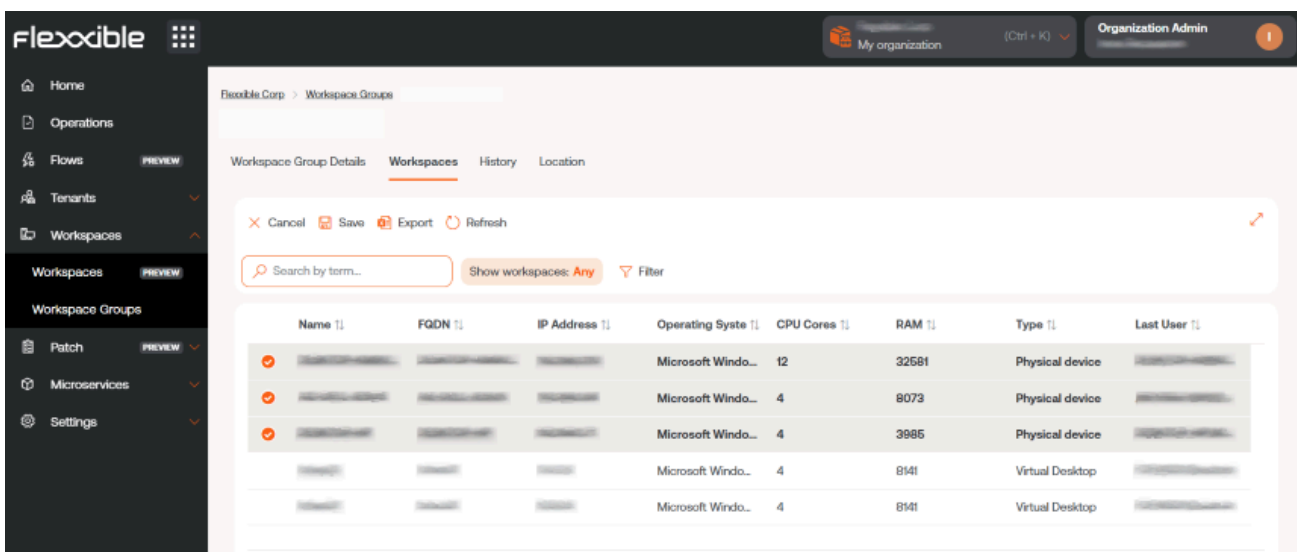 Flexxible
My organization
(Ctrl + K)
Organization Admin
I
Home
Operations
Flows PREVIEW
Tenants
Workspaces
Workspaces PREVIEW
Workspace Groups
Patch PREVIEW
Microservices
Settings
Flexxible Corp > Workspace Groups
Workspace Group Details Workspaces History Location
Cancel Save Export Refresh
Search by term... Show workspaces: Any Filter
Name FQDN IP Address Operating Syste CPU Cores RAM Type Last User
Microsoft Windo... 12 32581 Physical device
Microsoft Windo... 4 8073 Physical device
Microsoft Windo... 4 3985 Physical device
Microsoft Windo... 4 8141 Virtual Desktop
Microsoft Windo... 4 8141 Virtual Desktop